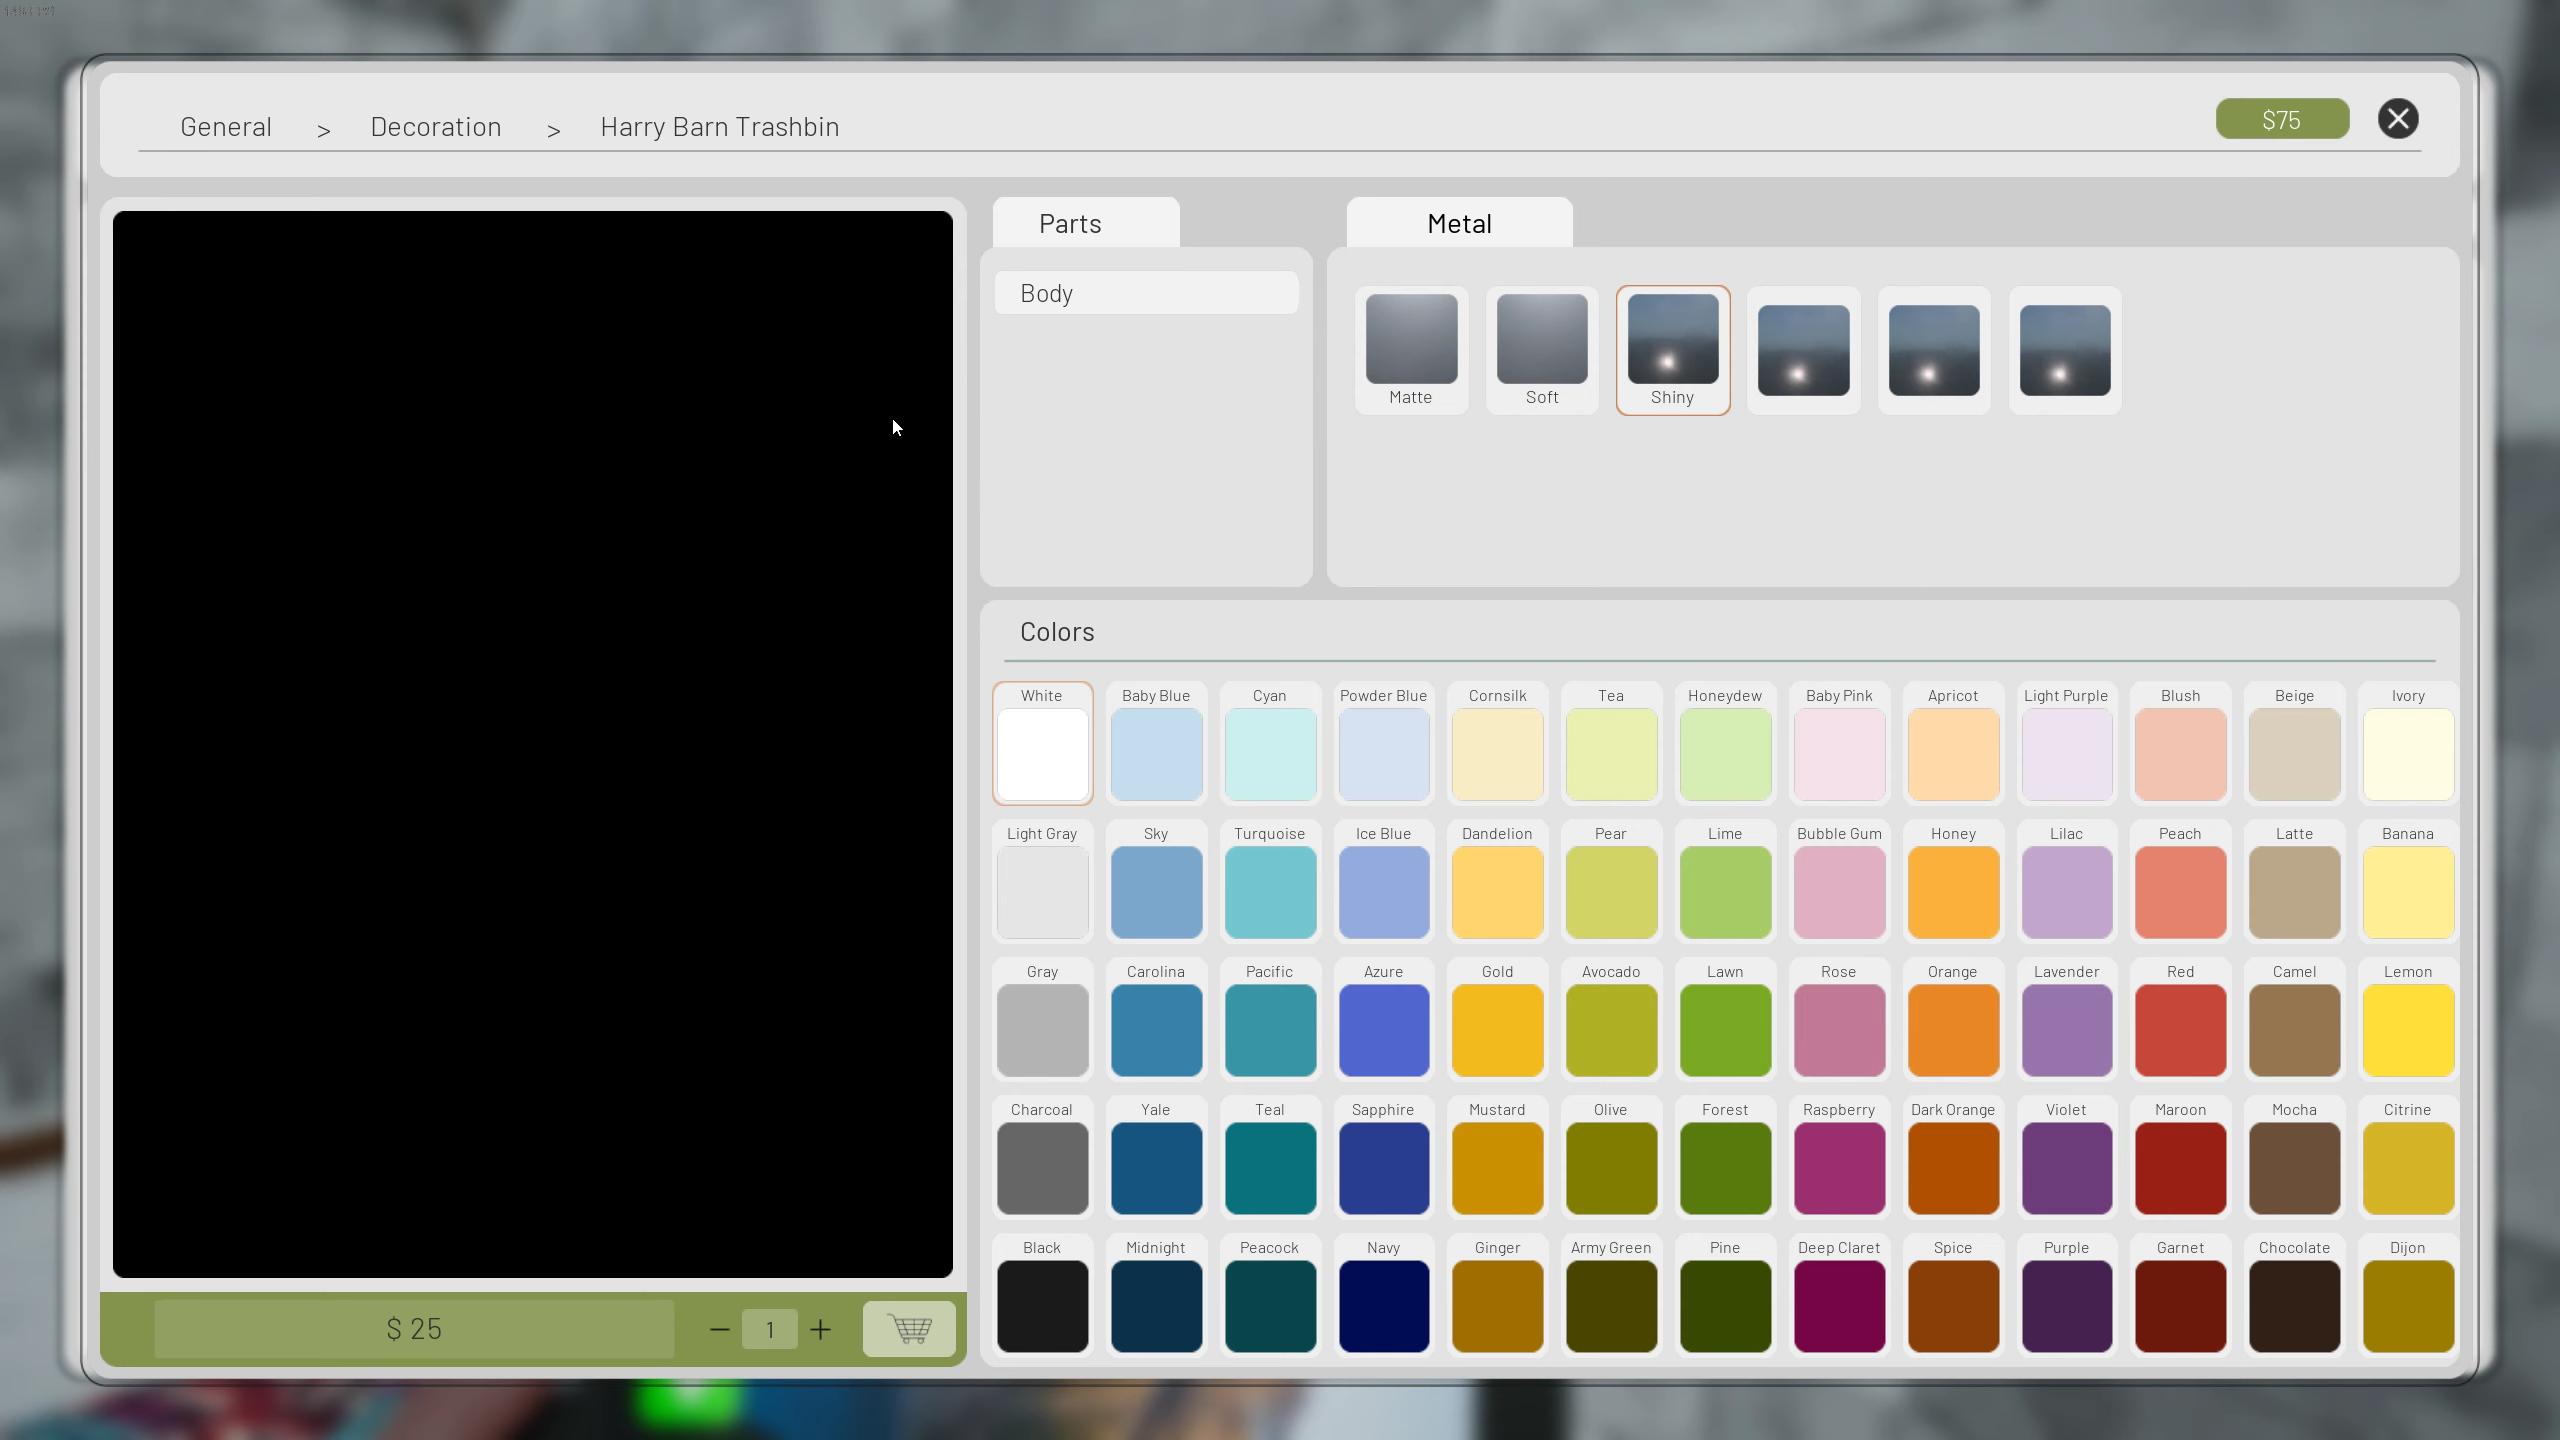 General > Decoration > Harry Barn Trashbin
$75
Parts
Metal
Body
Matte Soft Shiny
Colors
White Baby Blue Cyan Powder Blue Cornsilk Tea Honeydew Baby Pink Apricot Light Purple Blush Beige Ivory
Light Gray Sky Turquoise Ice Blue Dandelion Pear Lime Bubble Gum Honey Lilac Peach Latte Banana
Gray Carolina Pacific Azure Gold Avocado Lawn Rose Orange Lavender Red Camel Lemon
Charcoal Yale Teal Sapphire Mustard Olive Forest Raspberry Dark Orange Violet Maroon Mocha Citrine
Black Midnight Peacock Navy Ginger Army Green Pine Deep Claret Spice Purple Garnet Chocolate Dijon
$ 25
− 1 +